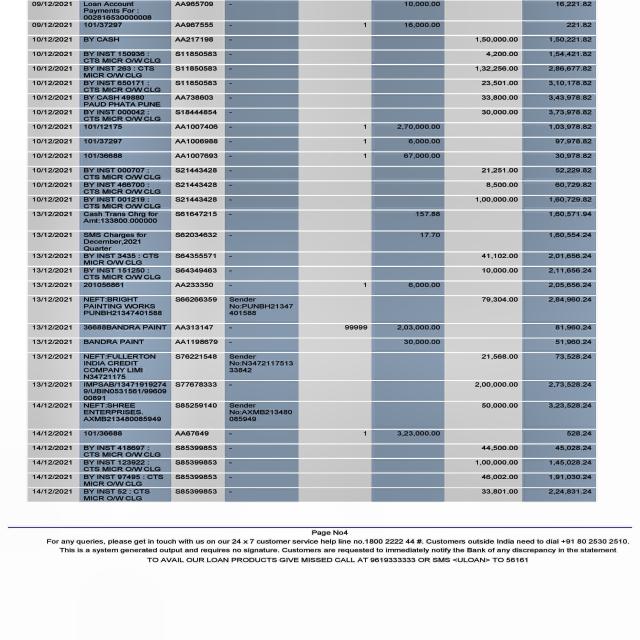 09/12/2021 Loan Account AA965709 - 10,000.00 16,221.82
Payments For :
002816530000008
09/12/2021 101/37297 AA967555 - 1 16,000.00 221.82
10/12/2021 BY CASH AA217198 - 1,50,000.00 1,50,221.82
10/12/2021 BY INST 150936 : S11850583 - 4,200.00 1,54,421.82
CTS MICR O/W CLG
10/12/2021 BY INST 263 : CTS S11850583 - 1,32,256.00 2,86,677.82
MICR O/W CLG
10/12/2021 BY INST 650171 : S11850583 - 23,501.00 3,10,178.82
CTS MICR O/W CLG
10/12/2021 BY CASH 49880 AA738603 - 33,800.00 3,43,978.82
PAUD PHATA PUNE
10/12/2021 BY INST 000042 : S18444854 - 30,000.00 3,73,978.82
CTS MICR O/W CLG
10/12/2021 101/12175 AA1007406 - 1 2,70,000.00 1,03,978.82
10/12/2021 101/37297 AA1006988 - 1 6,000.00 97,978.82
10/12/2021 101/36688 AA1007693 - 1 67,000.00 30,978.82
10/12/2021 BY INST 000707 : S21443428 - 21,251.00 52,229.82
CTS MICR O/W CLG
10/12/2021 BY INST 466700 : S21443428 - 8,500.00 60,729.82
CTS MICR O/W CLG
10/12/2021 BY INST 001219 : S21443428 - 1,00,000.00 1,60,729.82
CTS MICR O/W CLG
13/12/2021 Cash Trans Chrg for S61647215 - 157.88 1,60,571.94
Amt:133800.000000
13/12/2021 SMS Charges for S62034632 - 17.70 1,60,554.24
December,2021
Quarter
13/12/2021 BY INST 3435 : CTS S64355571 - 41,102.00 2,01,656.24
MICR O/W CLG
13/12/2021 BY INST 151250 : S64349463 - 10,000.00 2,11,656.24
CTS MICR O/W CLG
13/12/2021 201056861 AA233350 - 1 6,000.00 2,05,656.24
13/12/2021 NEFT:BRIGHT S66266359 Sender 79,304.00 2,84,960.24
PAINTING WORKS No:PUNBH21347
PUNBH21347401588 401588
13/12/2021 36688BANDRA PAINT AA313147 - 99999 2,03,000.00 81,960.24
13/12/2021 BANDRA PAINT AA1198679 - 30,000.00 51,960.24
13/12/2021 NEFT:FULLERTON S76221548 Sender 21,568.00 73,528.24
INDIA CREDIT No:N3472117513
COMPANY LIMI 33842
N34721175
13/12/2021 IMPSAB/13471919274 S77678333 - 2,00,000.00 2,73,528.24
9/UBIN0531561/99609
00891
14/12/2021 NEFT:SHREE S85259140 Sender 50,000.00 3,23,528.24
ENTERPRISES. No:AXMB213480
AXMB213480085949 085949
14/12/2021 101/36688 AA67649 - 1 3,23,000.00 528.24
14/12/2021 BY INST 418697 : S85399853 - 44,500.00 45,028.24
CTS MICR O/W CLG
14/12/2021 BY INST 123922 : S85399853 - 1,00,000.00 1,45,028.24
CTS MICR O/W CLG
14/12/2021 BY INST 97495 : CTS S85399853 - 46,002.00 1,91,030.24
MICR O/W CLG
14/12/2021 BY INST 52 : CTS S85399853 - 33,801.00 2,24,831.24
MICR O/W CLG
Page No4
For any queries, please get in touch with us on our 24 x 7 customer service help line no.1800 2222 44 #. Customers outside India need to dial +91 80 2530 2510.
This is a system generated output and requires no signature. Customers are requested to immediately notify the Bank of any discrepancy in the statement
TO AVAIL OUR LOAN PRODUCTS GIVE MISSED CALL AT 9619333333 OR SMS <ULOAN> TO 56161